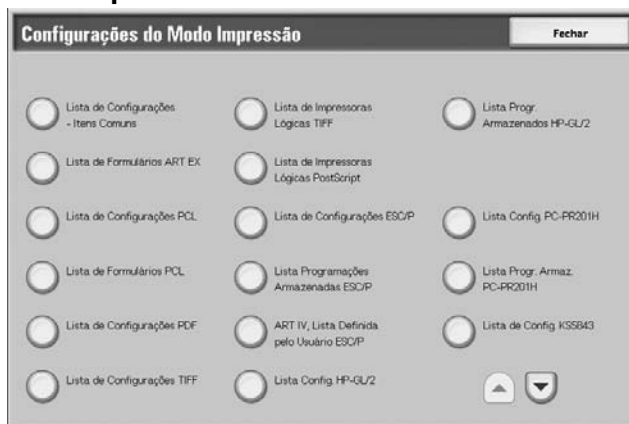 Configurações do Modo Impressão
Fechar
Lista de Configurações
- Itens Comuns
Lista de Formulários ART EX
Lista de Configurações PCL
Lista de Formulários PCL
Lista de Configurações PDF
Lista de Configurações TIFF
Lista de Impressoras
Lógicas TIFF
Lista de Impressoras
Lógicas PostScript
Lista de Configurações ESC/P
Lista Programações
Armazenadas ESC/P
ART IV, Lista Definida
pelo Usuário ESC/P
Lista Config. HP-GL/2
Lista Progr.
Armazenados HP-GL/2
Lista Config. PC-PR201H
Lista Progr. Armaz.
PC-PR201H
Lista de Config. KS5843